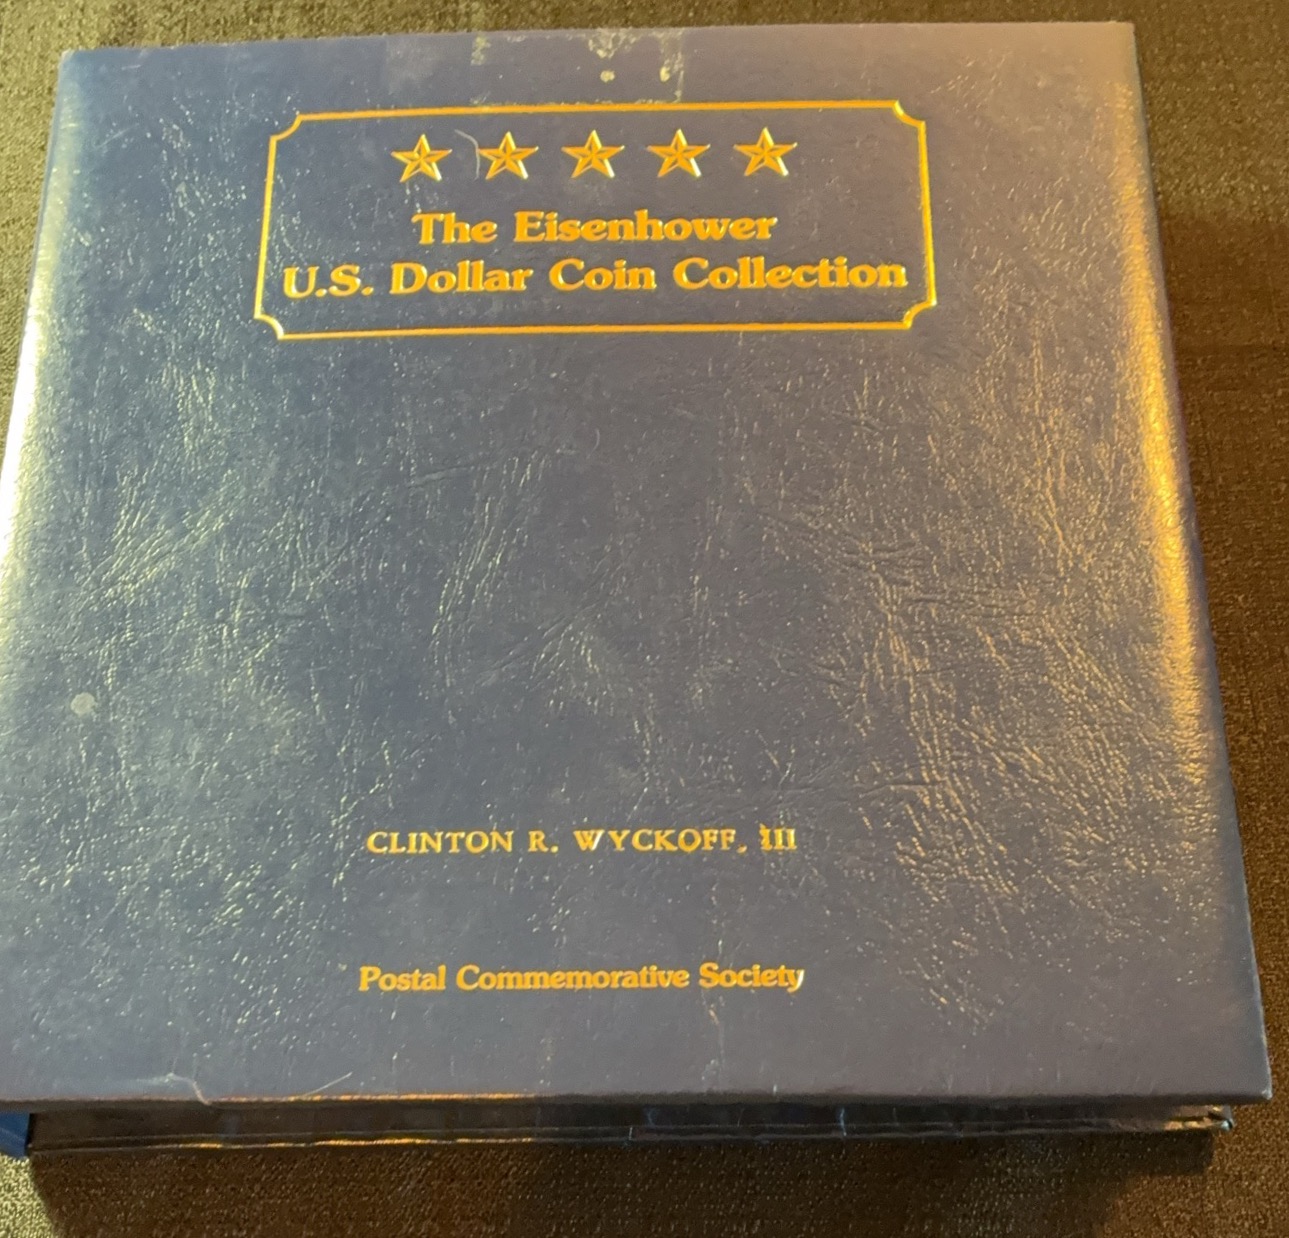 The Eisenhower
U.S. Dollar Coin Collection
CLINTON R. WYCKOFF, III
Postal Commemorative Society